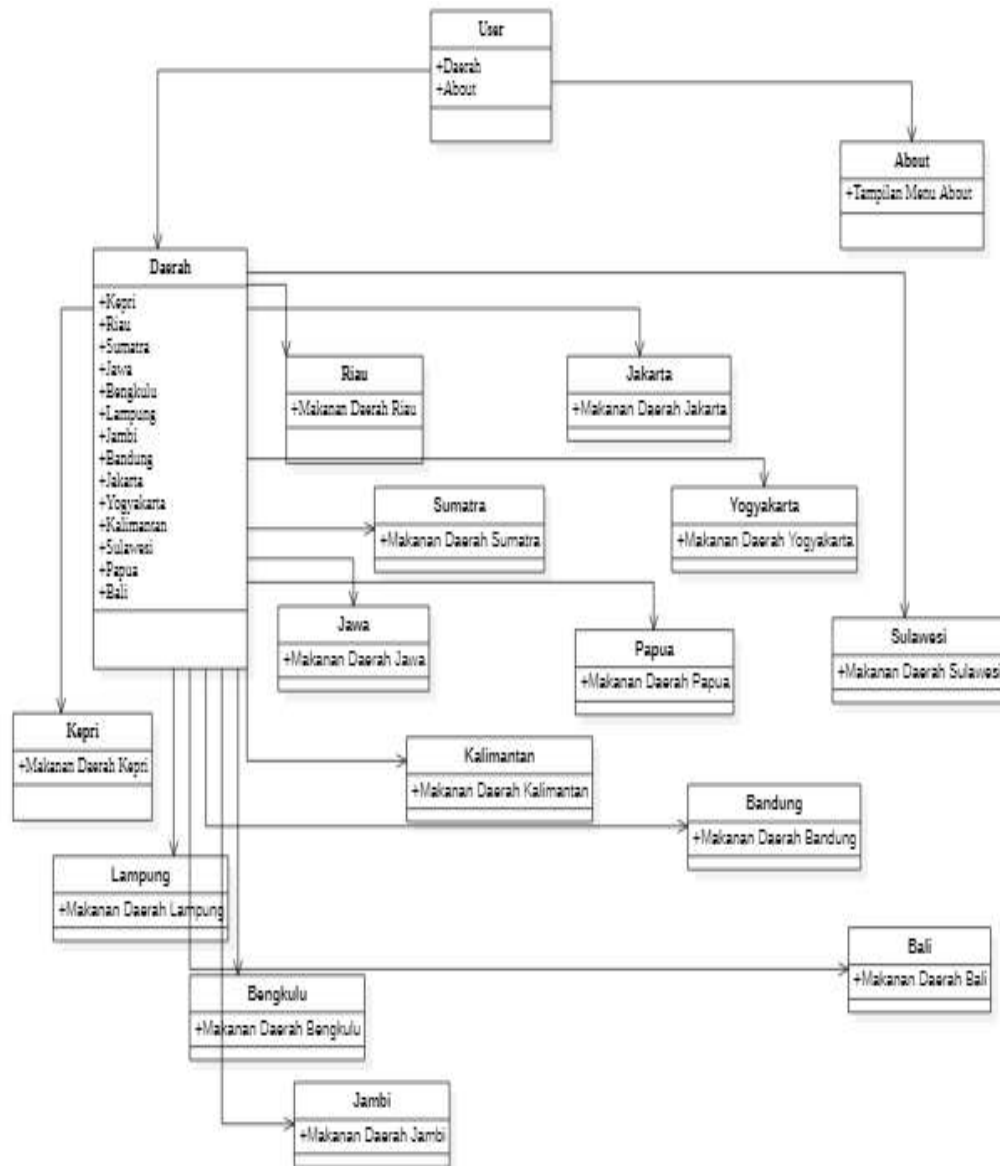 User
+Daerah
+About
About
+Tampilan Menu About
Daerah
+Kepri
+Riau
+Sumatra
+Jawa
+Bengkulu
+Lampung
+Jambi
+Bandung
+Jakarta
+Yogyakarta
+Kalimantan
+Sulawesi
+Papua
+Bali
Riau
+Makanan Daerah Riau
Jakarta
+Makanan Daerah Jakarta
Sumatra
+Makanan Daerah Sumatra
Yogyakarta
+Makanan Daerah Yogyakarta
Jawa
+Makanan Daerah Jawa
Papua
+Makanan Daerah Papua
Sulawesi
+Makanan Daerah Sulawesi
Kepri
+Makanan Daerah Kepri
Kalimantan
+Makanan Daerah Kalimantan
Bandung
+Makanan Daerah Bandung
Lampung
+Makanan Daerah Lampung
Bali
+Makanan Daerah Bali
Bengkulu
+Makanan Daerah Bengkulu
Jambi
+Makanan Daerah Jambi